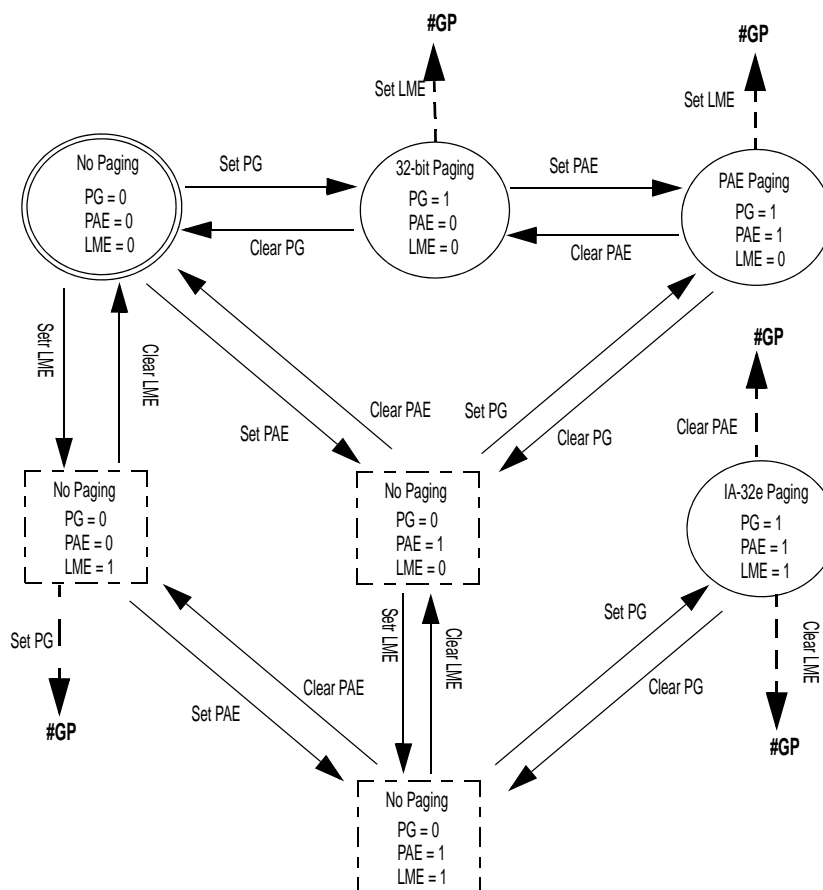 #GP
#GP
Set LME
Set LME
No Paging
PG = 0
PAE = 0
LME = 0
Set PG
Clear PG
32-bit Paging
PG = 1
PAE = 0
LME = 0
Set PAE
Clear PAE
PAE Paging
PG = 1
PAE = 1
LME = 0
Setr LME
Clear LME
Set PAE
Clear PAE
Set PG
Clear PG
#GP
Clear PAE
No Paging
PG = 0
PAE = 0
LME = 1
No Paging
PG = 0
PAE = 1
LME = 0
IA-32e Paging
PG = 1
PAE = 1
LME = 1
Set PG
#GP
Set PAE
Clear PAE
Setr LME
Clear LME
Set PG
Clear PG
Clear LME
#GP
No Paging
PG = 0
PAE = 1
LME = 1